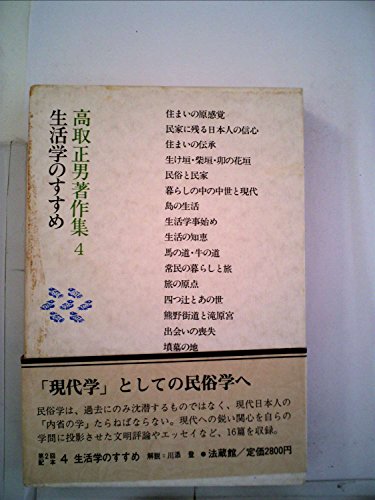 高取正男著作集 4
生活学のすすめ
住まいの原感覚
民家に残る日本人の信心
住まいの伝承
生け垣・柴垣・卯の花垣
民俗と民家
暮らしの中の中世と現代
島の生活
生活学事始め
生活の知恵
馬の道・牛の道
常民の暮らしと旅
旅の原点
四つ辻とあの世
熊野街道と滝原宮
出会いの喪失
墳墓の地
「現代学」としての民俗学へ
民俗学は、過去にのみ沈潜するものではなく、現代日本人の
「内省の学」たらねばならない。現代への鋭い関心を自らの
学問に投影させた文明評論やエッセイなど、16篇を収録。
第2回配本 4 生活学のすすめ 解説=川添 登 ●法蔵館/定価2800円